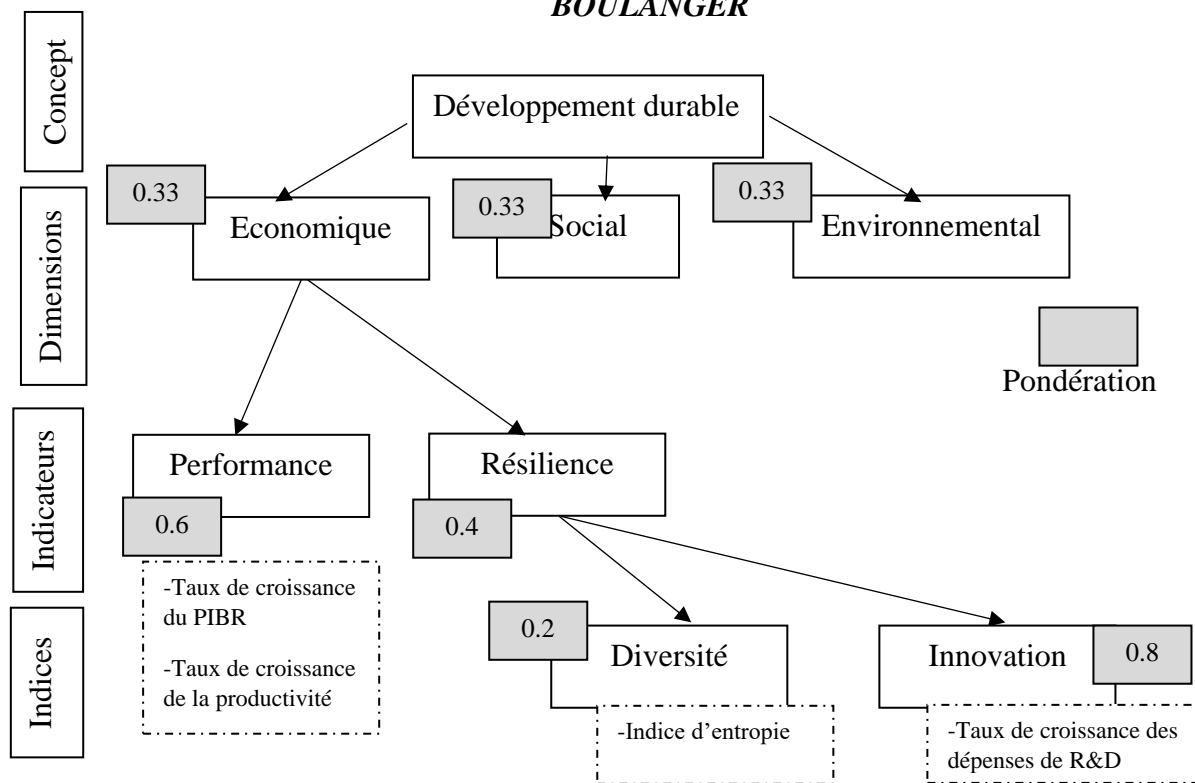 BOULANGER
Concept
Développement durable
0.33
0.33
0.33
Dimensions
Economique
Social
Environnemental
Pondération
Indicateurs
Performance
Résilience
0.6
0.4
-Taux de croissance
du PIBR
-Taux de croissance
de la productivité
Indices
0.2
Diversité
Innovation
0.8
-Indice d'entropie
-Taux de croissance des
dépenses de R&D